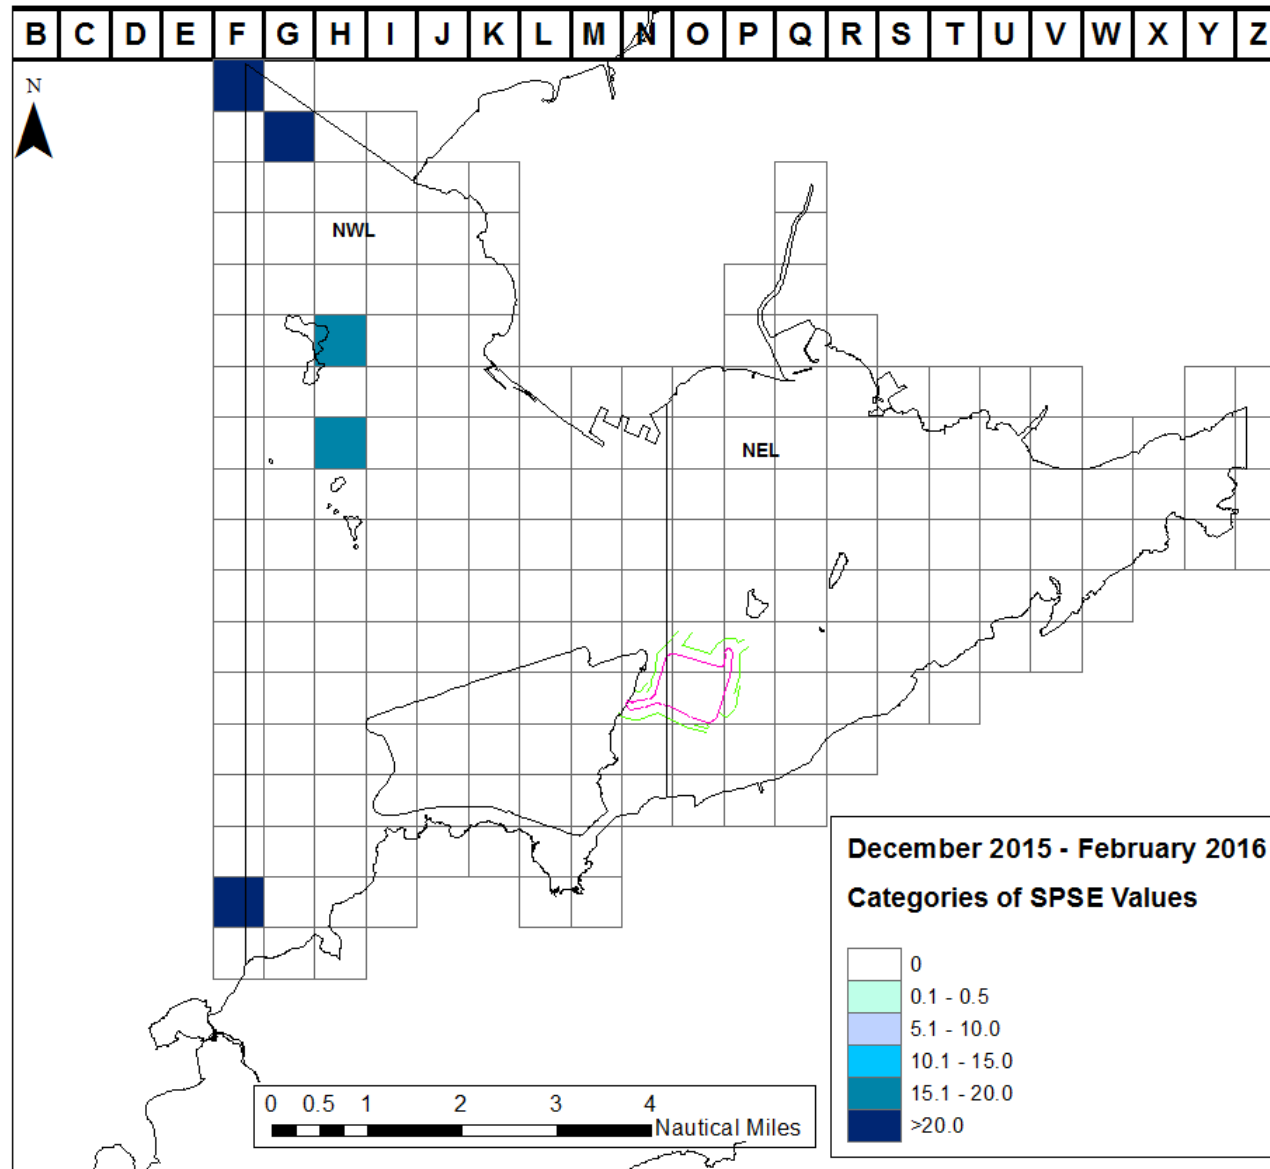 B C D E F G H I J K L M N O P Q R S T U V W X Y Z
N
NWL
NEL
December 2015 - February 2016
Categories of SPSE Values
0
0.1 - 0.5
5.1 - 10.0
10.1 - 15.0
15.1 - 20.0
>20.0
0 0.5 1 2 3 4
Nautical Miles